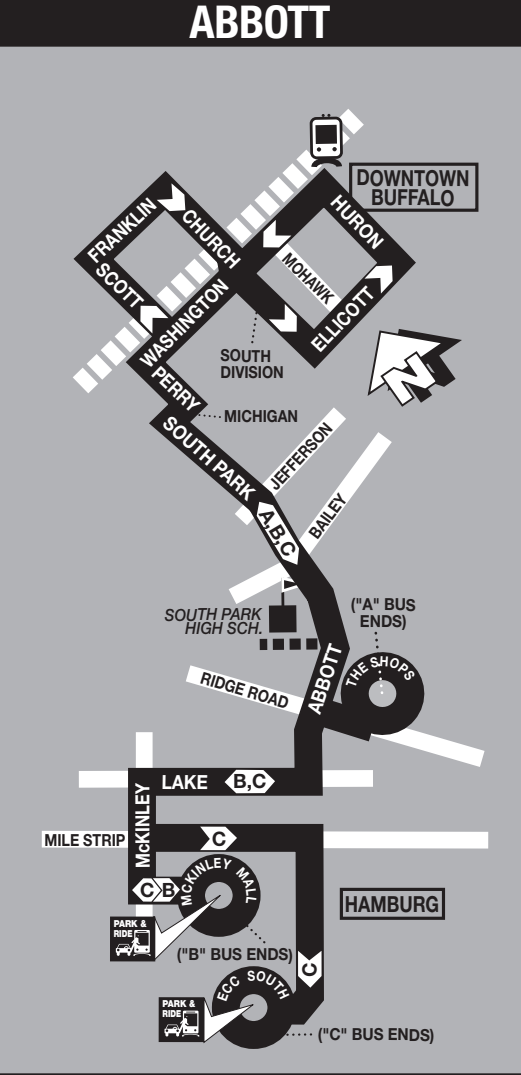 ABBOTT
DOWNTOWN
BUFFALO
FRANKLIN
CHURCH
HURON
SCOTT
MOHAWK
WASHINGTON
ELLICOTT
SOUTH
DIVISION
N
PERRY
MICHIGAN
SOUTH PARK
JEFFERSON
A,B,C
BAILEY
SOUTH PARK
HIGH SCH.
("A" BUS
ENDS)
THE SHOPS
RIDGE ROAD
ABBOTT
LAKE
B,C
McKINLEY
MILE STRIP
C
C
B
McKINLEY MALL
HAMBURG
PARK &
RIDE
("B" BUS ENDS)
C
ECC SOUTH
PARK &
RIDE
("C" BUS ENDS)